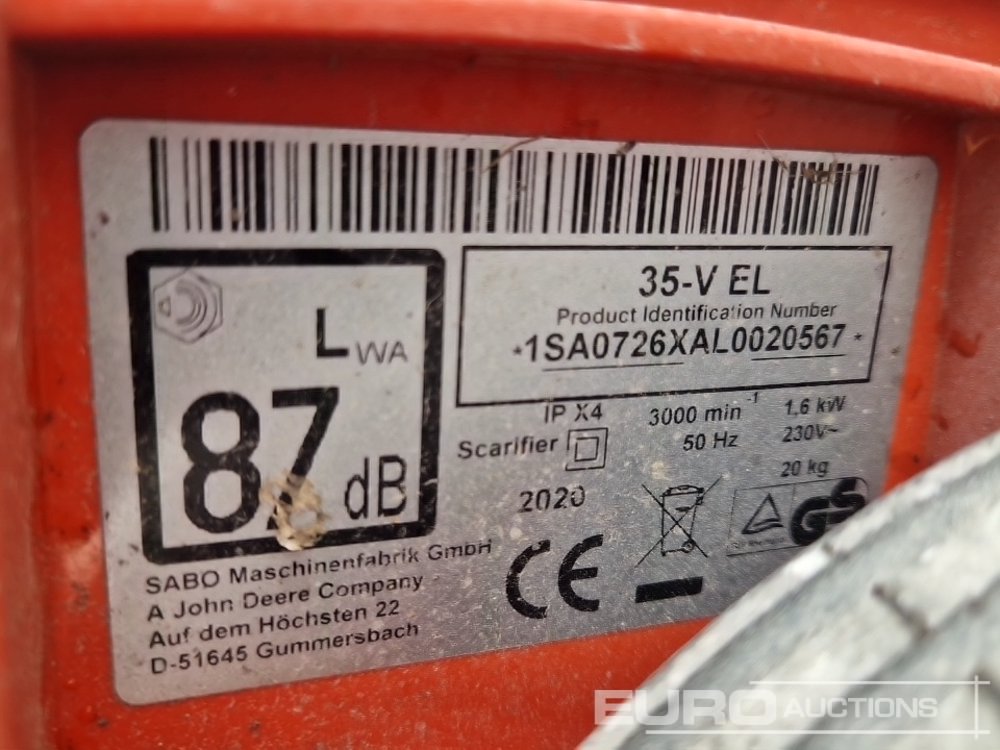 35-V EL
Product Identification Number
*1SA0726XAL0020567*
LWA
87 dB
IP X4 3000 min-1 1,6 kW
Scarifier 50 Hz 230V~
20 kg
2020
CE
GS
SABO Maschinenfabrik GmbH
A John Deere Company
Auf dem Höchsten 22
D-51645 Gummersbach
EURO AUCTIONS